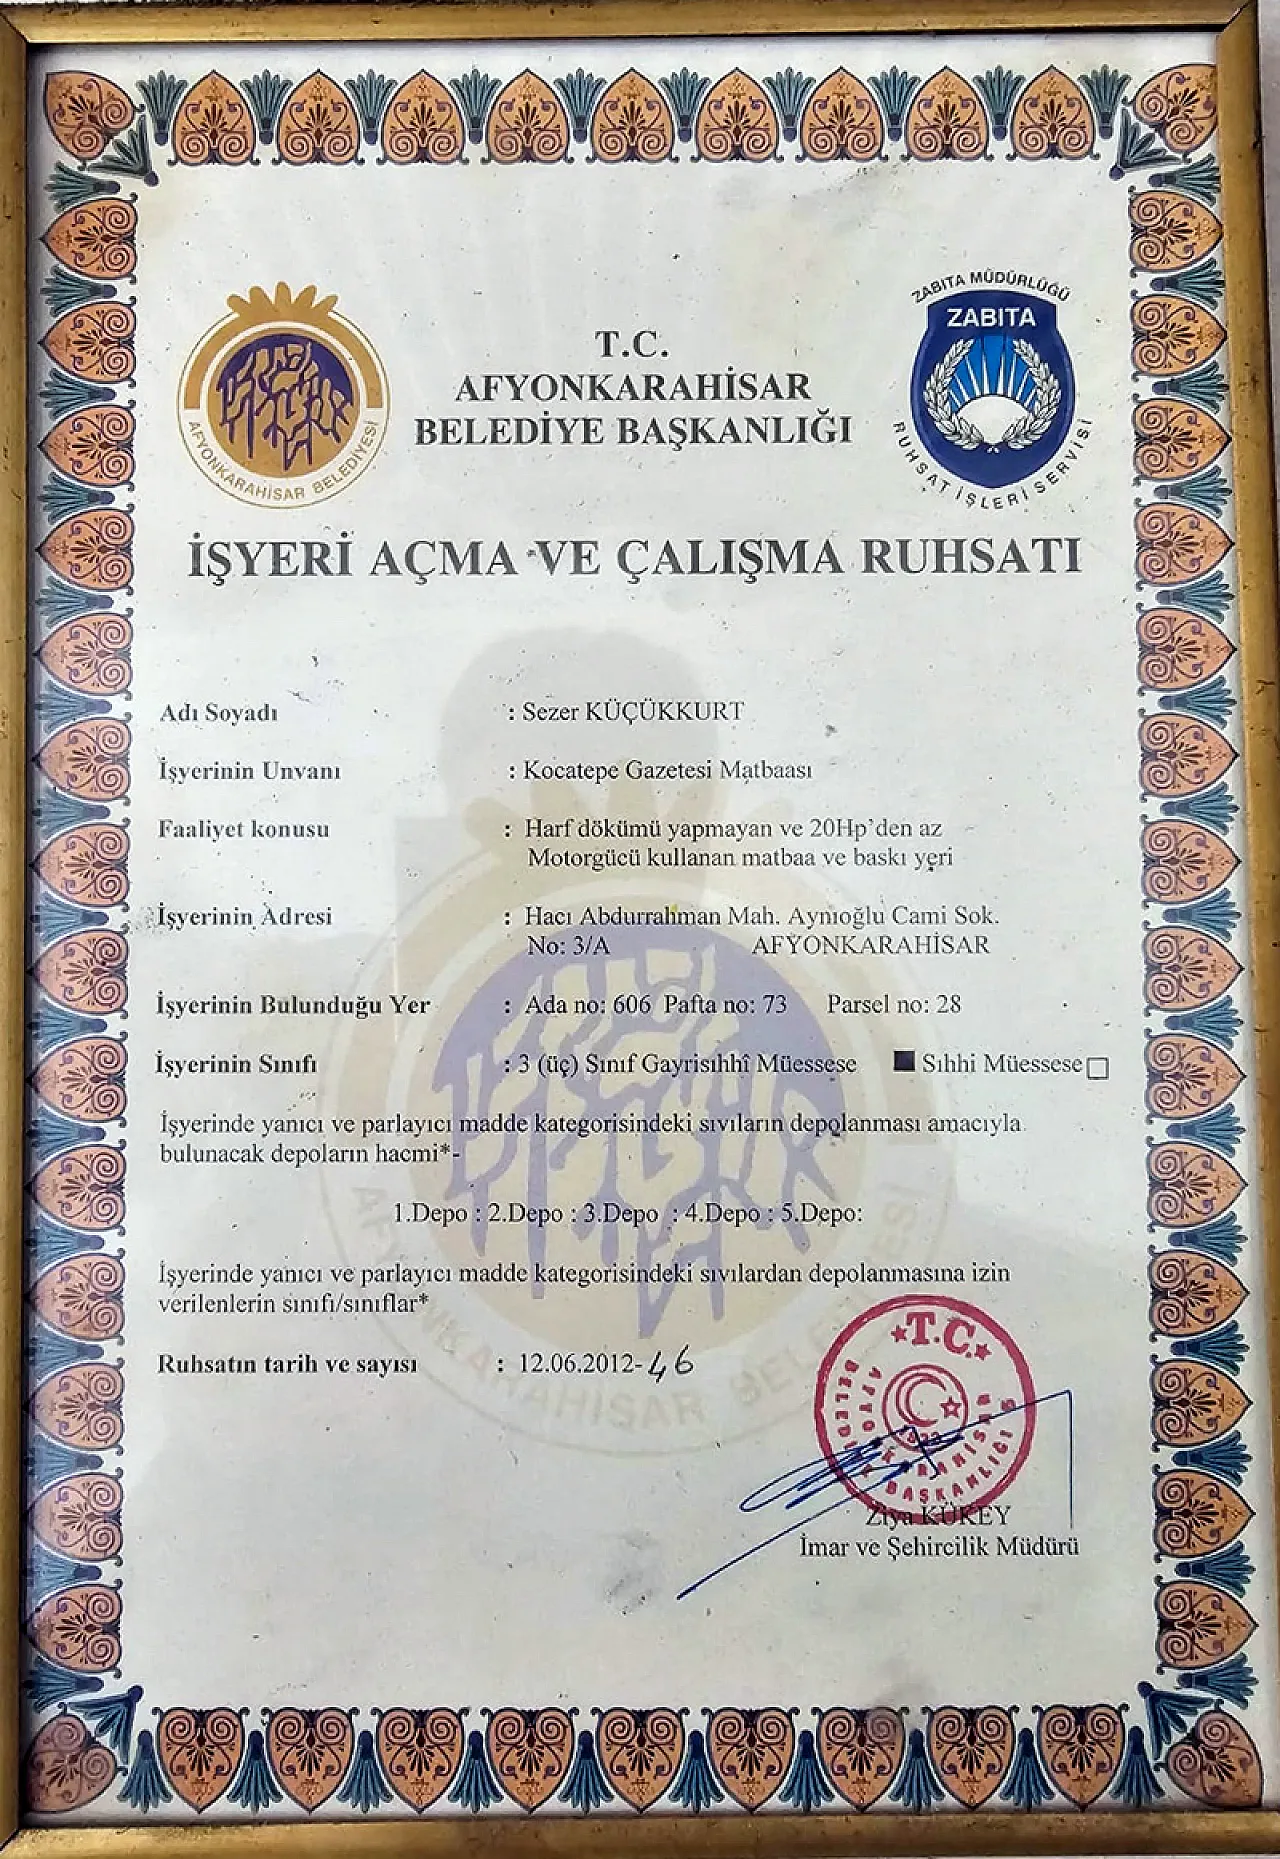 ZABITA MÜDÜRLÜĞÜ
ZABITA
RUHSAT İŞLERİ SERVİSİ
AFYONKARAHİSAR BELEDİYESİ
T.C.
AFYONKARAHİSAR
BELEDİYE BAŞKANLIĞI
İŞYERİ AÇMA VE ÇALIŞMA RUHSATI
Adı Soyadı : Sezer KÜÇÜKKURT
İşyerinin Unvanı : Kocatepe Gazetesi Matbaası
Faaliyet konusu : Harf dökümü yapmayan ve 20Hp'den az
Motorgücü kullanan matbaa ve baskı yeri
İşyerinin Adresi : Hacı Abdurrahman Mah. Aynıoğlu Cami Sok.
No: 3/A AFYONKARAHİSAR
İşyerinin Bulunduğu Yer : Ada no: 606 Pafta no: 73 Parsel no: 28
İşyerinin Sınıfı : 3 (üç) Sınıf Gayrisıhhî Müessese ■ Sıhhi Müessese □
İşyerinde yanıcı ve parlayıcı madde kategorisindeki sıvıların depolanması amacıyla
bulunacak depoların hacmi*-
1.Depo : 2.Depo : 3.Depo : 4.Depo : 5.Depo:
İşyerinde yanıcı ve parlayıcı madde kategorisindeki sıvılardan depolanmasına izin
verilenlerin sınıfı/sınıflar*
Ruhsatın tarih ve sayısı : 12.06.2012-46
T.C.
AFYONKARAHİSAR
BELEDİYE BAŞKANLIĞI
Ziya KÜKEY
İmar ve Şehircilik Müdürü